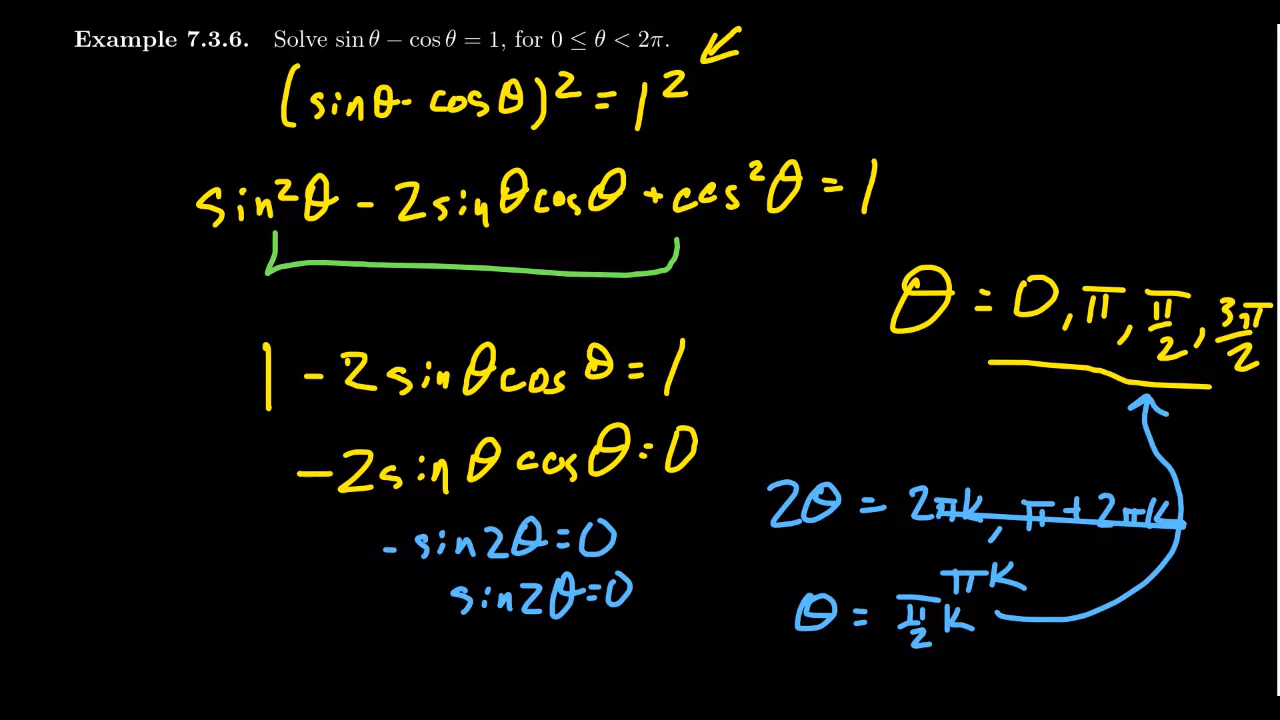 Example 7.3.6. Solve sin θ − cos θ = 1, for 0 ≤ θ < 2π.
(sinθ - cosθ)² = 1²
sin²θ - 2sinθcosθ + cos²θ = 1
θ = 0, π, π/2, 3π/2
1 - 2sinθcosθ = 1
-2sinθcosθ = 0
2θ = 2πk, π + 2πk
-sin2θ = 0
πk
sin2θ = 0
θ = π/2 k